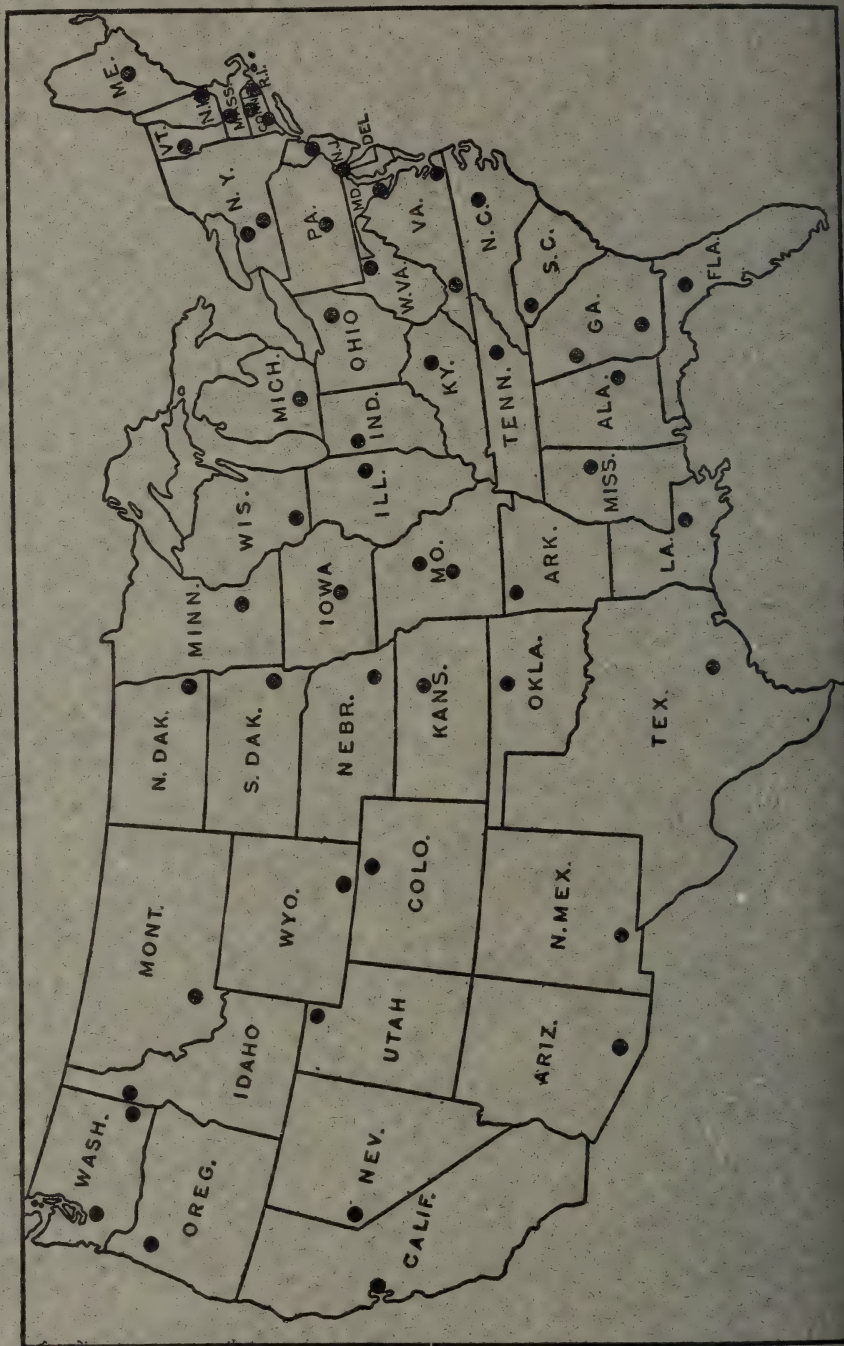 WASH.
OREG.
CALIF.
NEV.
IDAHO
MONT.
WYO.
UTAH
ARIZ.
COLO.
N. MEX.
N. DAK.
S. DAK.
NEBR.
KANS.
OKLA.
TEX.
MINN.
IOWA
MO.
ARK.
LA.
WIS.
ILL.
MICH.
IND.
OHIO
KY.
TENN.
MISS.
ALA.
GA.
FLA.
S.C.
N.C.
VA.
W.VA.
MD.
DEL.
PA.
N.J.
N.Y.
VT.
N.H.
ME.
MASS.
R.I.